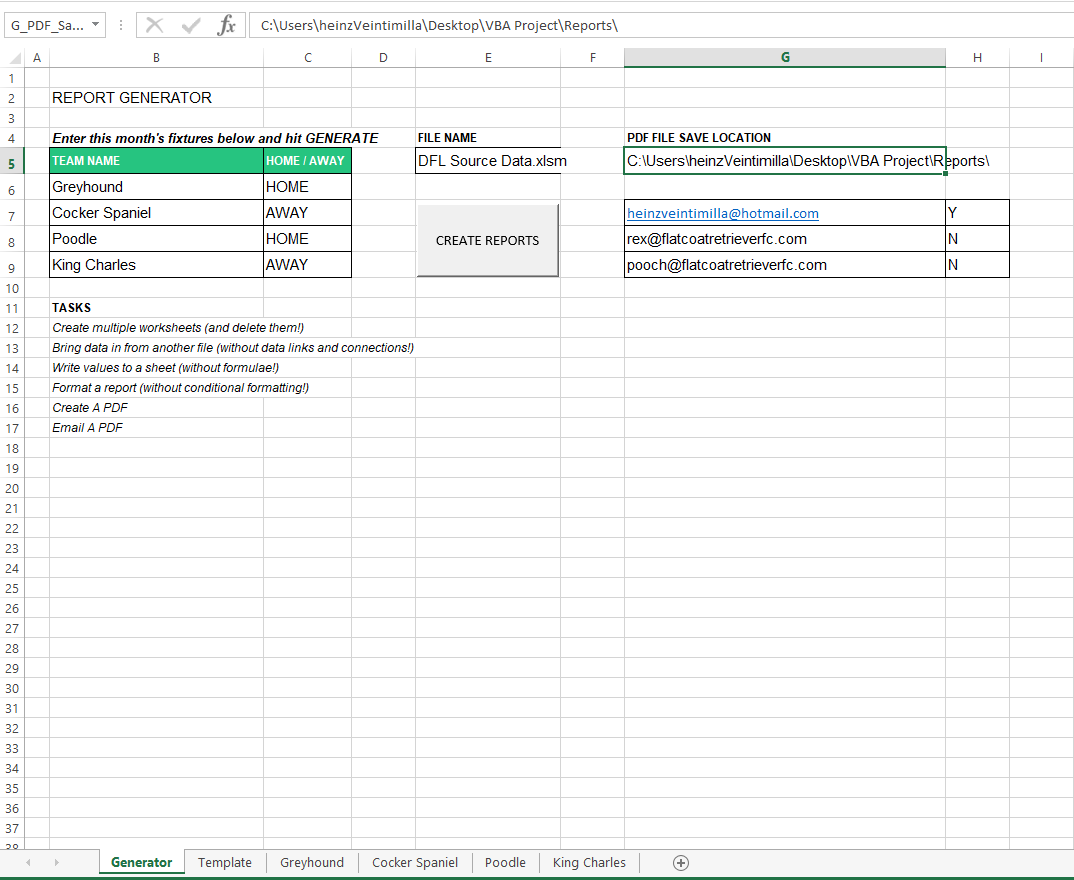 G_PDF_Sa... C:\Users\heinzVeintimilla\Desktop\VBA Project\Reports\
A B C D E F G H I
1
2 REPORT GENERATOR
3
4 Enter this month's fixtures below and hit GENERATE FILE NAME PDF FILE SAVE LOCATION
5 TEAM NAME HOME / AWAY DFL Source Data.xlsm C:\Users\heinzVeintimilla\Desktop\VBA Project\Reports\
6 Greyhound HOME
7 Cocker Spaniel AWAY heinzveintimilla@hotmail.com Y
8 Poodle HOME CREATE REPORTS rex@flatcoatretrieverfc.com N
9 King Charles AWAY pooch@flatcoatretrieverfc.com N
10
11 TASKS
12 Create multiple worksheets (and delete them!)
13 Bring data in from another file (without data links and connections!)
14 Write values to a sheet (without formulae!)
15 Format a report (without conditional formatting!)
16 Create A PDF
17 Email A PDF
18
19
20
21
22
23
24
25
26
27
28
29
30
31
32
33
34
35
36
37
38
Generator Template Greyhound Cocker Spaniel Poodle King Charles